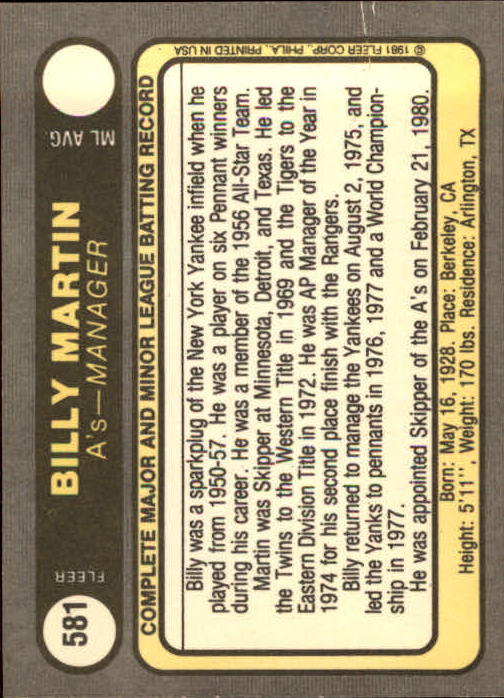 581
FLEER
BILLY MARTIN
A's—MANAGER
ML AVG.
COMPLETE MAJOR AND MINOR LEAGUE BATTING RECORD
Billy was a sparkplug of the New York Yankee infield when he
played from 1950-57. He was a player on six Pennant winners
during his career. He was a member of the 1956 All-Star Team.
Martin was Skipper at Minnesota, Detroit, and Texas. He led
the Twins to the Western Title in 1969 and the Tigers to the
Eastern Division Title in 1972. He was AP Manager of the Year in
1974 for his second place finish with the Rangers.
Billy returned to manage the Yankees on August 2, 1975, and
led the Yanks to pennants in 1976, 1977 and a World Champion-
ship in 1977.
He was appointed Skipper of the A's on February 21, 1980.
Born: May 16, 1928. Place: Berkeley, CA
Height: 5'11", Weight: 170 lbs. Residence: Arlington, TX
© 1981 FLEER CORP., PHILA., PRINTED IN USA